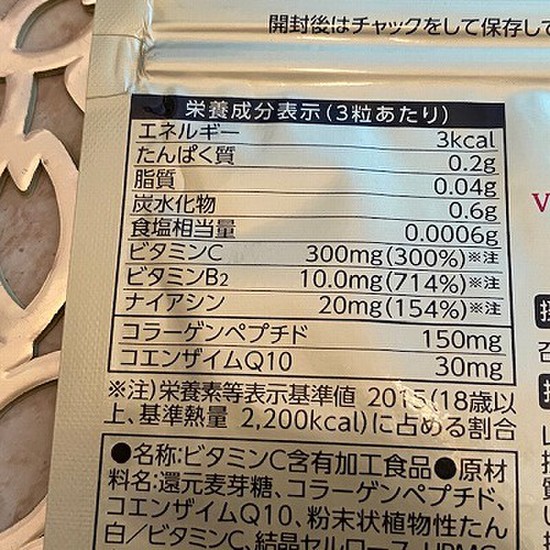 開封後はチャックをして保存して
栄養成分表示(3粒あたり)
エネルギー 3kcal
たんぱく質 0.2g
脂質 0.04g
炭水化物 0.6g
食塩相当量 0.0006g
ビタミンC 300mg(300%)※注
ビタミンB2 10.0mg(714%)※注
ナイアシン 20mg(154%)※注
コラーゲンペプチド 150mg
コエンザイムQ10 30mg
※注)栄養素等表示基準値 2015(18歳以
上、基準熱量 2,200kcal)に占める割合
●名称:ビタミンC含有加工食品●原材
料名:還元麦芽糖、コラーゲンペプチド、
コエンザイムQ10、粉末状植物性たん
白/ビタミンC、結晶セルロース
V